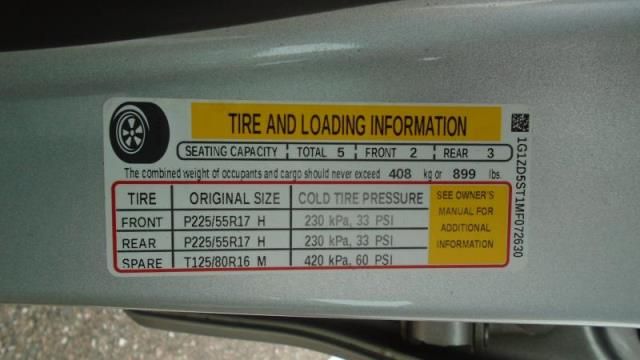 TIRE AND LOADING INFORMATION
SEATING CAPACITY TOTAL 5 FRONT 2 REAR 3
The combined weight of occupants and cargo should never exceed 408 kg or 899 lbs.
TIRE ORIGINAL SIZE COLD TIRE PRESSURE
FRONT P225/55R17 H 230 kPa, 33 PSI
REAR P225/55R17 H 230 kPa, 33 PSI
SPARE T125/80R16 M 420 kPa, 60 PSI
SEE OWNER'S
MANUAL FOR
ADDITIONAL
INFORMATION
1G1ZD5ST1MF072630